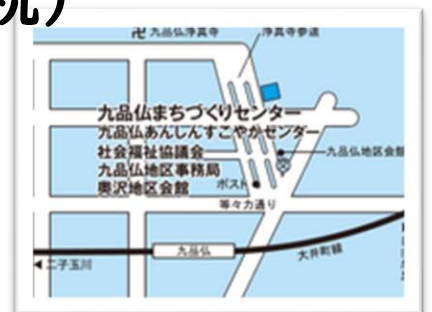 況）
卍 九品仏浄真寺
浄真寺参道
九品仏まちづくりセンター
九品仏あんしんすこやかセンター
社会福祉協議会
九品仏地区会館
九品仏地区事務局
奥沢地区会館
ポスト
等々力通り
九品仏
大井町線
◀二子玉川